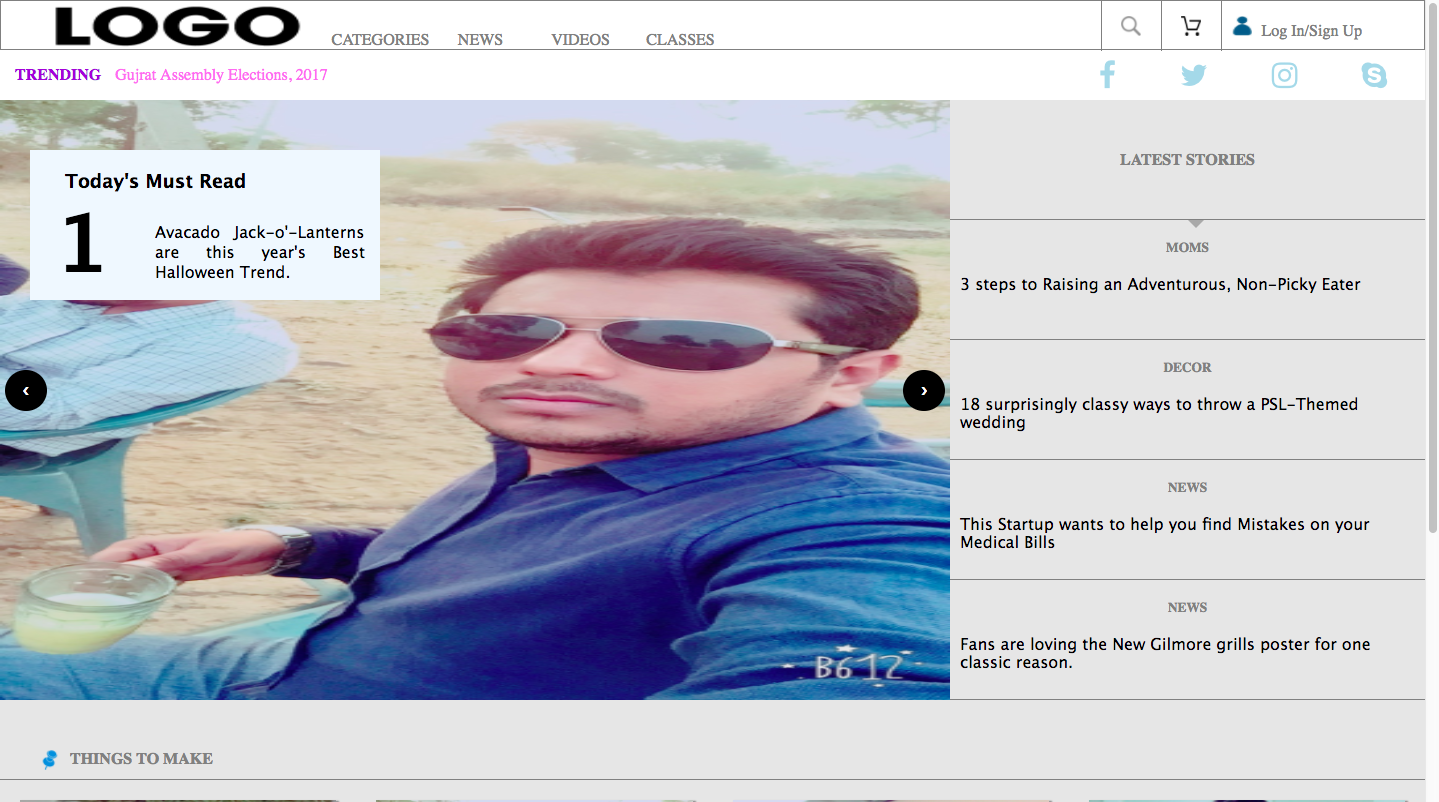 LOGO
CATEGORIES NEWS VIDEOS CLASSES
Log In/Sign Up
TRENDING Gujrat Assembly Elections, 2017
Today's Must Read
1
Avacado Jack-o'-Lanterns
are this year's Best
Halloween Trend.
‹ ›
B612
LATEST STORIES
MOMS
3 steps to Raising an Adventurous, Non-Picky Eater
DECOR
18 surprisingly classy ways to throw a PSL-Themed
wedding
NEWS
This Startup wants to help you find Mistakes on your
Medical Bills
NEWS
Fans are loving the New Gilmore grills poster for one
classic reason.
THINGS TO MAKE